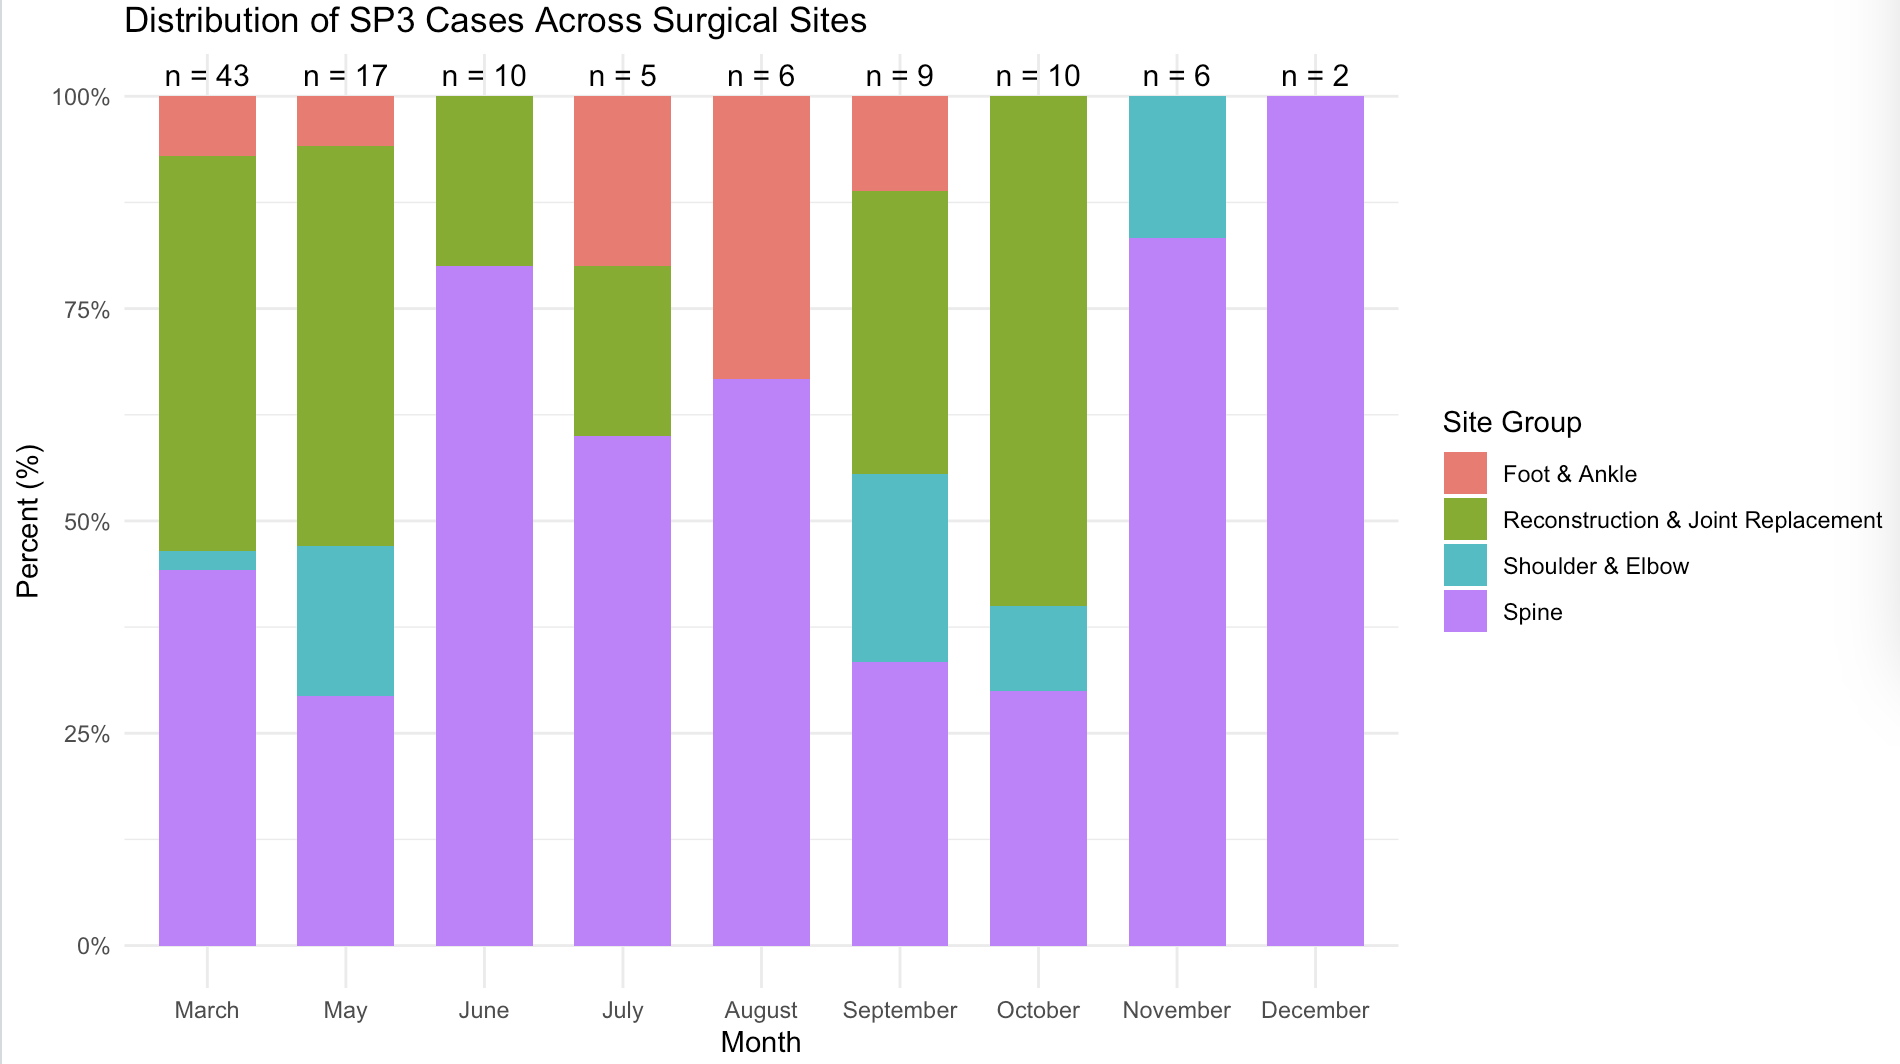 Distribution of SP3 Cases Across Surgical Sites
n = 43 n = 17 n = 10 n = 5 n = 6 n = 9 n = 10 n = 6 n = 2
100%
75%
50%
25%
0%
Percent (%)
March May June July August September October November December
Month
Site Group
Foot & Ankle
Reconstruction & Joint Replacement
Shoulder & Elbow
Spine